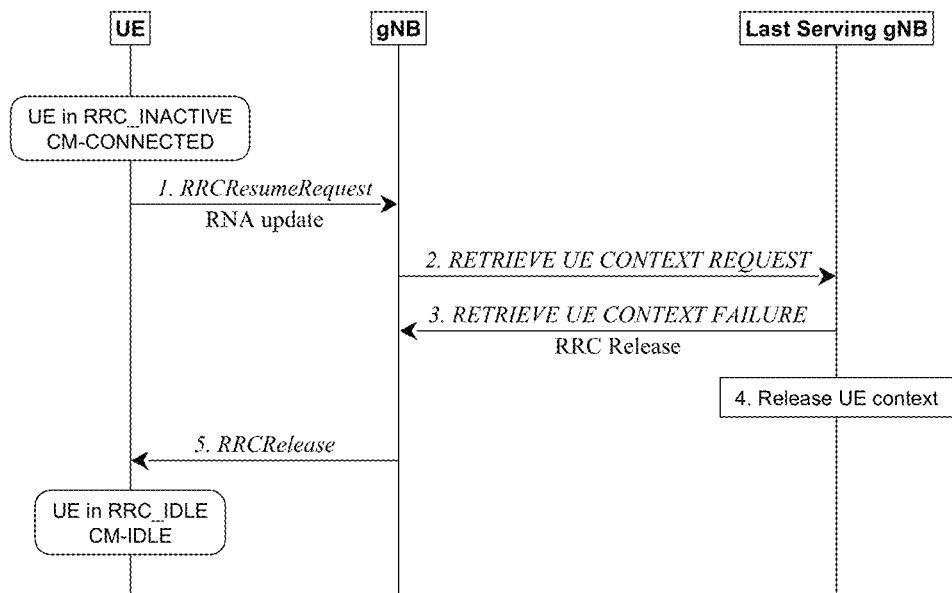 UE
gNB
Last Serving gNB
UE in RRC_INACTIVE
CM-CONNECTED
1. RRCResumeRequest
RNA update
2. RETRIEVE UE CONTEXT REQUEST
3. RETRIEVE UE CONTEXT FAILURE
RRC Release
4. Release UE context
5. RRCRelease
UE in RRC_IDLE
CM-IDLE